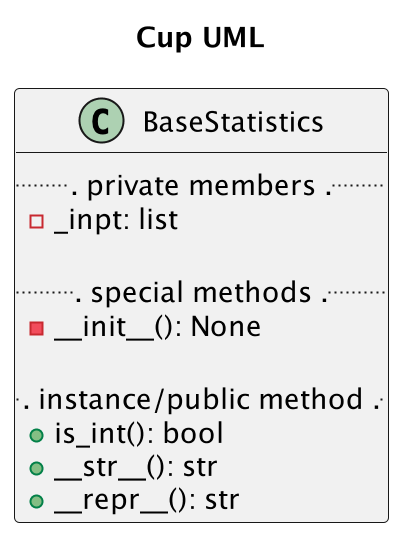 Cup UML
C BaseStatistics
. private members .
_inpt: list
. special methods .
__init__(): None
. instance/public method .
is_int(): bool
__str__(): str
__repr__(): str